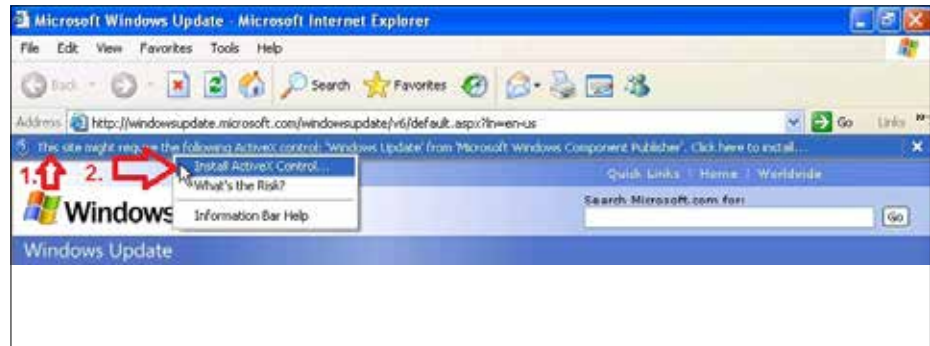 Microsoft Windows Update - Microsoft Internet Explorer
File Edit View Favorites Tools Help
Back Search Favorites
Address http://windowsupdate.microsoft.com/windowsupdate/v6/default.aspx?ln=en-us Go Links »
This site might require the following ActiveX control: 'Windows Update' from 'Microsoft Windows Component Publisher'. Click here to install...
1. 2. Install ActiveX Control...
What's the Risk?
Information Bar Help
Quick Links | Home | Worldwide
Windows
Search Microsoft.com for:
Go
Windows Update